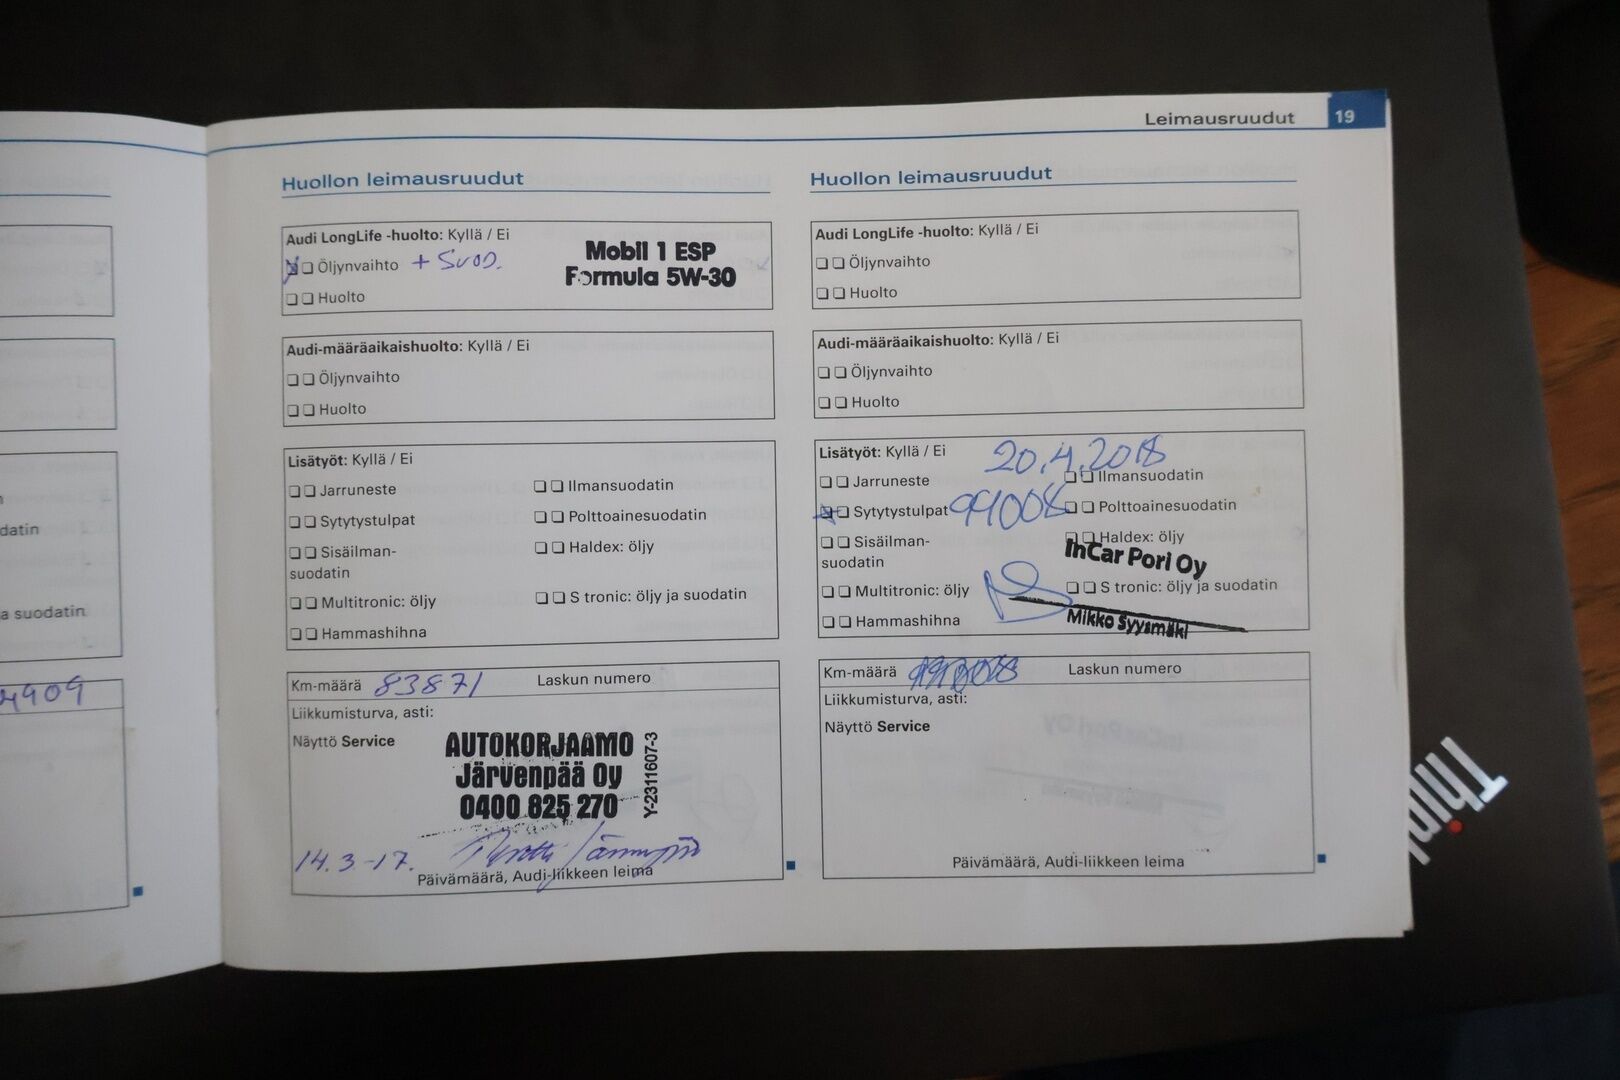 Leimausruudut 19
Huollon leimausruudut
Audi LongLife -huolto: Kyllä / Ei
Öljynvaihto + Suod.
Huolto
Mobil 1 ESP
Formula 5W-30
Audi-määräaikaishuolto: Kyllä / Ei
Öljynvaihto
Huolto
Lisätyöt: Kyllä / Ei
Jarruneste
Sytytystulpat
Sisäilman-
suodatin
Multitronic: öljy
Hammashihna
Ilmansuodatin
Polttoainesuodatin
Haldex: öljy
S tronic: öljy ja suodatin
Km-määrä 83871 Laskun numero
Liikkumisturva, asti:
Näyttö Service
AUTOKORJAAMO
Järvenpää Oy
0400 825 270
Y-2311607-3
14.3-17.
Päivämäärä, Audi-liikkeen leima
Huollon leimausruudut
Audi LongLife -huolto: Kyllä / Ei
Öljynvaihto
Huolto
Audi-määräaikaishuolto: Kyllä / Ei
Öljynvaihto
Huolto
Lisätyöt: Kyllä / Ei
20.4.2018
Jarruneste
Sytytystulpat 99008
Sisäilman-
suodatin
Multitronic: öljy
Hammashihna
Ilmansuodatin
Polttoainesuodatin
Haldex: öljy
InCar Pori Oy
S tronic: öljy ja suodatin
Mikko Syysmäki
Km-määrä Laskun numero
Liikkumisturva, asti:
Näyttö Service
Päivämäärä, Audi-liikkeen leima
datin
a suodatin
4909
Think